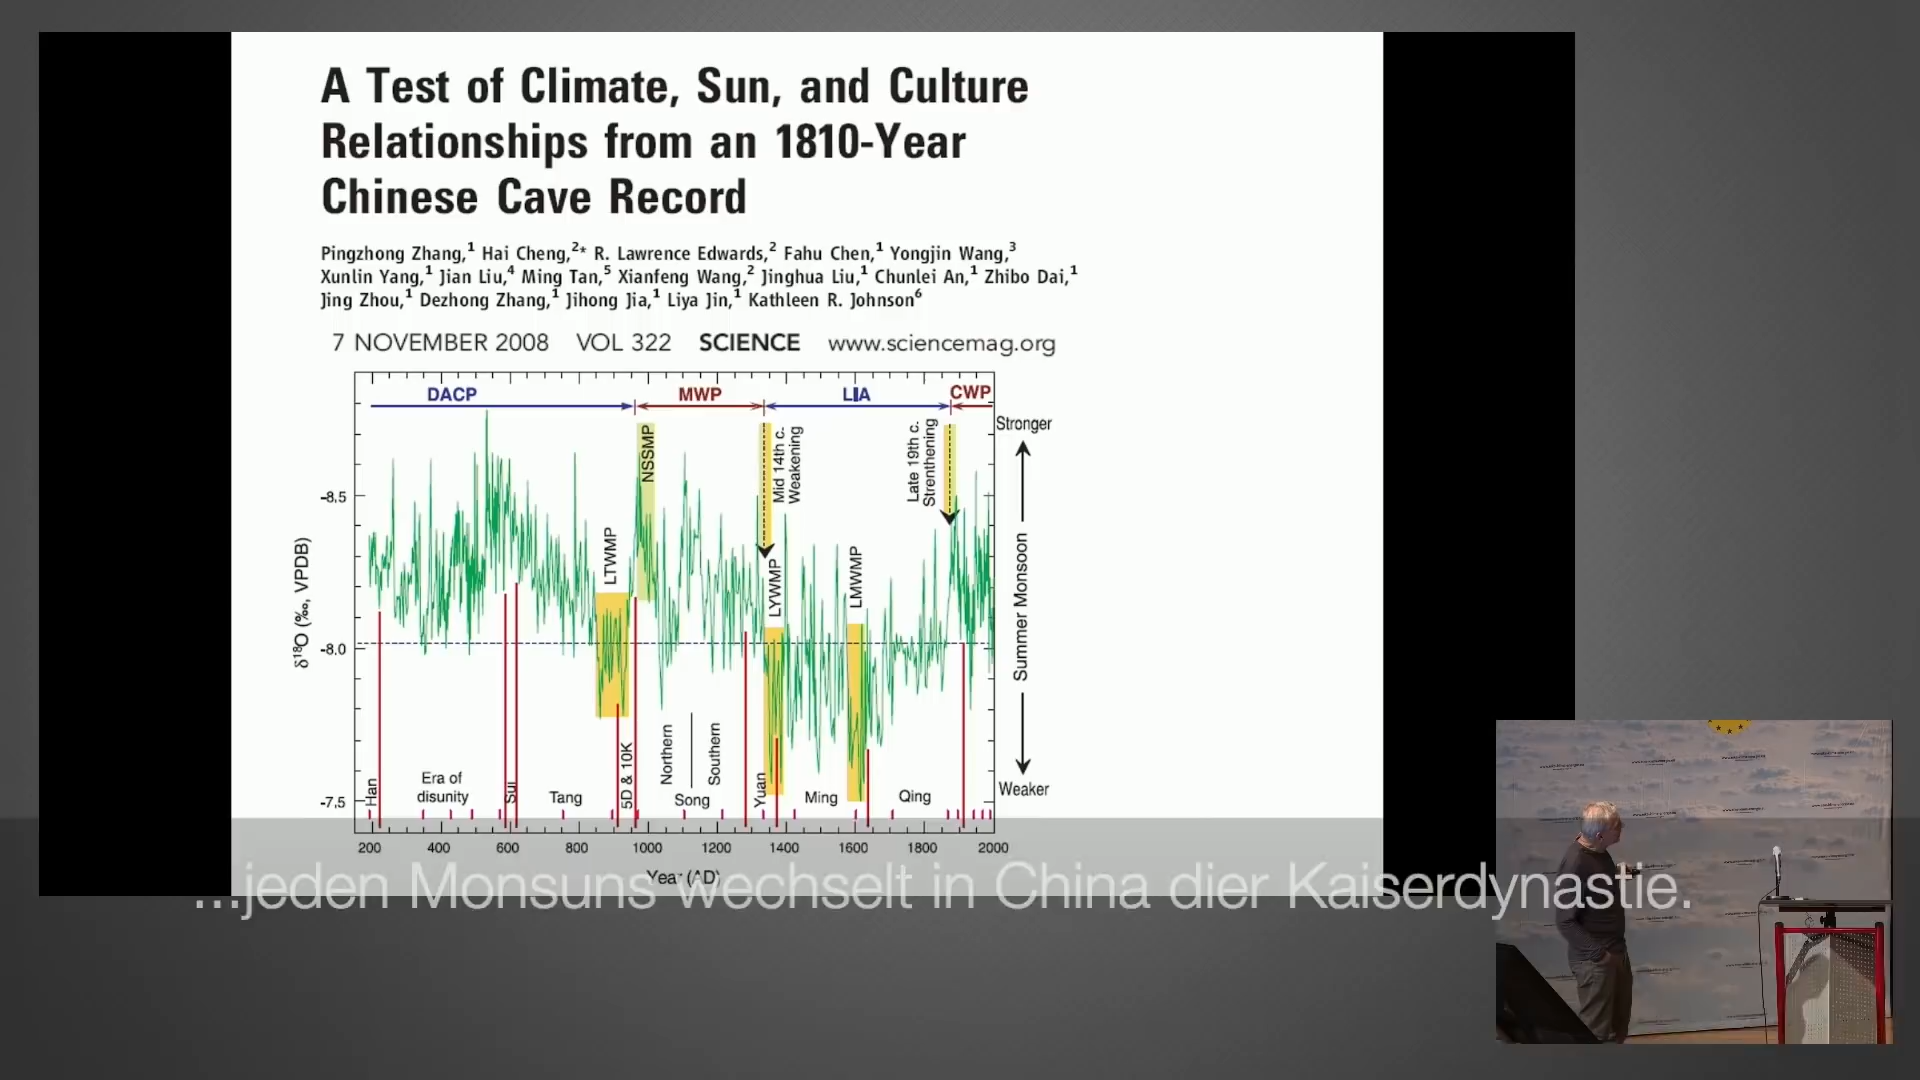 A Test of Climate, Sun, and Culture
Relationships from an 1810-Year
Chinese Cave Record
Pingzhong Zhang,1 Hai Cheng,2* R. Lawrence Edwards,2 Fahu Chen,1 Yongjin Wang,3
Xunlin Yang,1 Jian Liu,4 Ming Tan,5 Xianfeng Wang,2 Jinghua Liu,1 Chunlei An,1 Zhibo Dai,1
Jing Zhou,1 Dezhong Zhang,1 Jihong Jia,1 Liya Jin,1 Kathleen R. Johnson6
7 NOVEMBER 2008 VOL 322 SCIENCE www.sciencemag.org
DACP MWP LIA CWP
Stronger
NSSMP
Mid 14th c.
Weakening
Late 19th c.
Strenthening
-8.5
LTWMP
LYWMP
LMWMP
δ18O (‰, VPDB)
Summer Monsoon
-8.0
Northern
Southern
-7.5
Han
Era of
disunity
Sui
Tang
5D & 10K
Song
Yuan
Ming
Qing
Weaker
200 400 600 800 1000 1200 1400 1600 1800 2000
Year (AD)
...jeden Monsuns wechselt in China dier Kaiserdynastie.